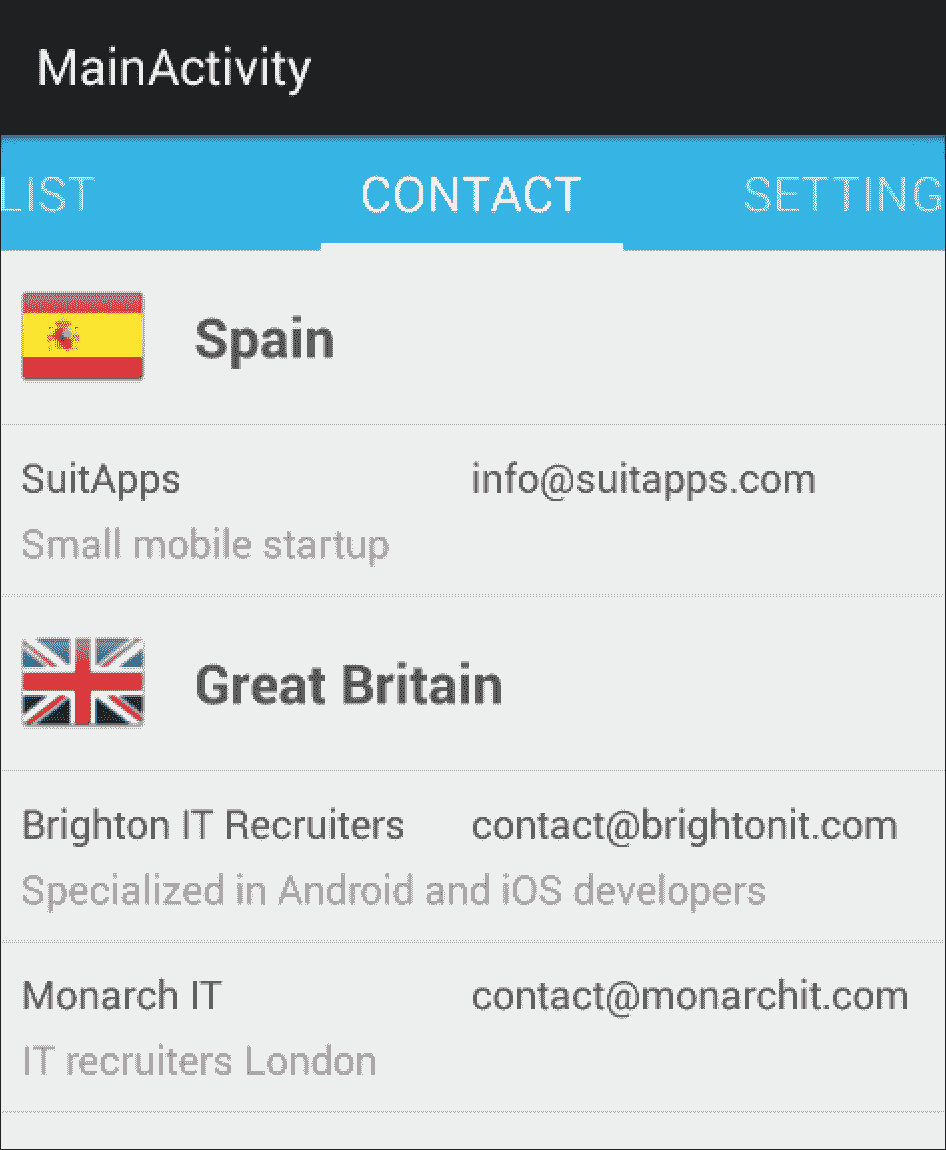 MainActivity
LIST CONTACT SETTING
Spain
SuitApps info@suitapps.com
Small mobile startup
Great Britain
Brighton IT Recruiters contact@brightonit.com
Specialized in Android and iOS developers
Monarch IT contact@monarchit.com
IT recruiters London